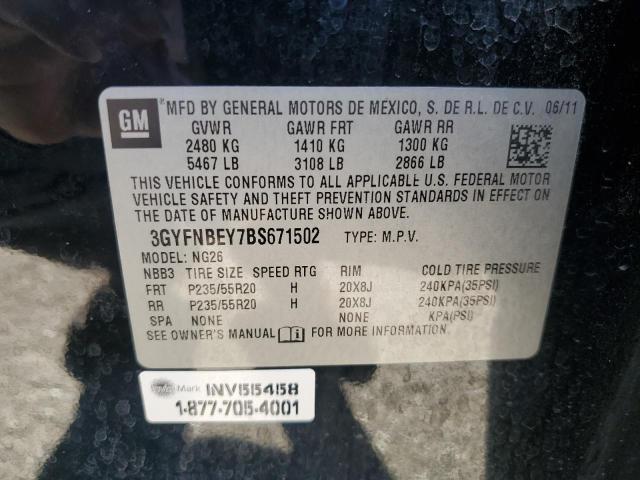 GM
MFD BY GENERAL MOTORS DE MEXICO, S. DE R.L. DE C.V. 06/11
GVWR GAWR FRT GAWR RR
2480 KG 1410 KG 1300 KG
5467 LB 3108 LB 2866 LB
THIS VEHICLE CONFORMS TO ALL APPLICABLE U.S. FEDERAL MOTOR
VEHICLE SAFETY AND THEFT PREVENTION STANDARDS IN EFFECT ON
THE DATE OF MANUFACTURE SHOWN ABOVE.
3GYFNBEY7BS671502 TYPE: M.P.V.
MODEL: NG26
NBB3 TIRE SIZE SPEED RTG RIM COLD TIRE PRESSURE
FRT P235/55R20 H 20X8J 240KPA(35PSI)
RR P235/55R20 H 20X8J 240KPA(35PSI)
SPA NONE NONE KPA(PSI)
SEE OWNER'S MANUAL FOR MORE INFORMATION.
Mark INV55458
1-877-705-4001